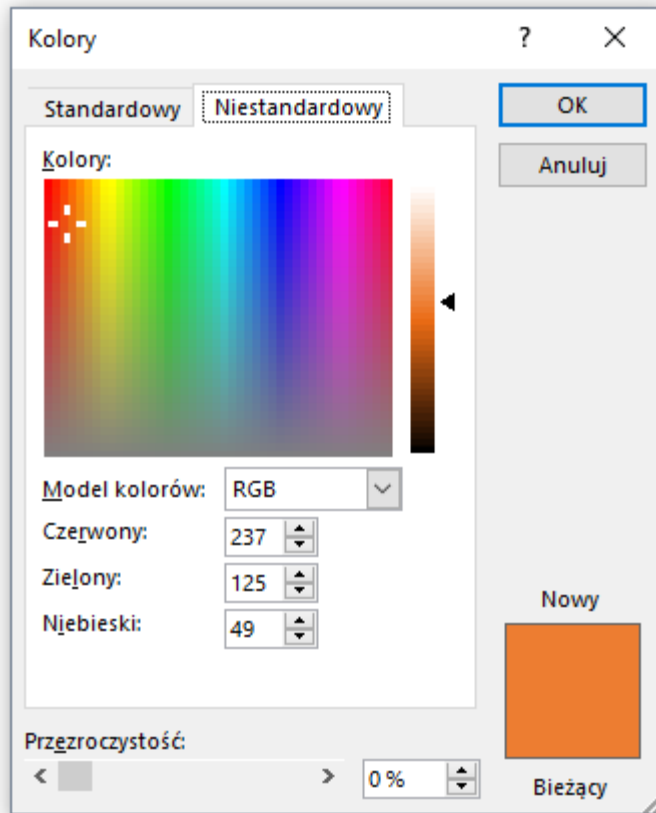 Kolory
?
Standardowy
Niestandardowy
OK
Anuluj
Kolory:
Model kolorów: RGB
Czerwony: 237
Zielony: 125
Niebieski: 49
Nowy
Bieżący
Przezroczystość:
0 %